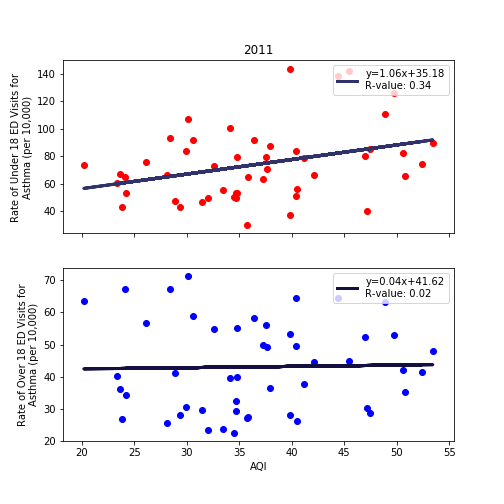 2011
Rate of Under 18 ED Visits for
Asthma (per 10,000)
140
120
100
80
60
40
y=1.06x+35.18
R-value: 0.34
Rate of Over 18 ED Visits for
Asthma (per 10,000)
70
60
50
40
30
20
y=0.04x+41.62
R-value: 0.02
20 25 30 35 40 45 50 55
AQI